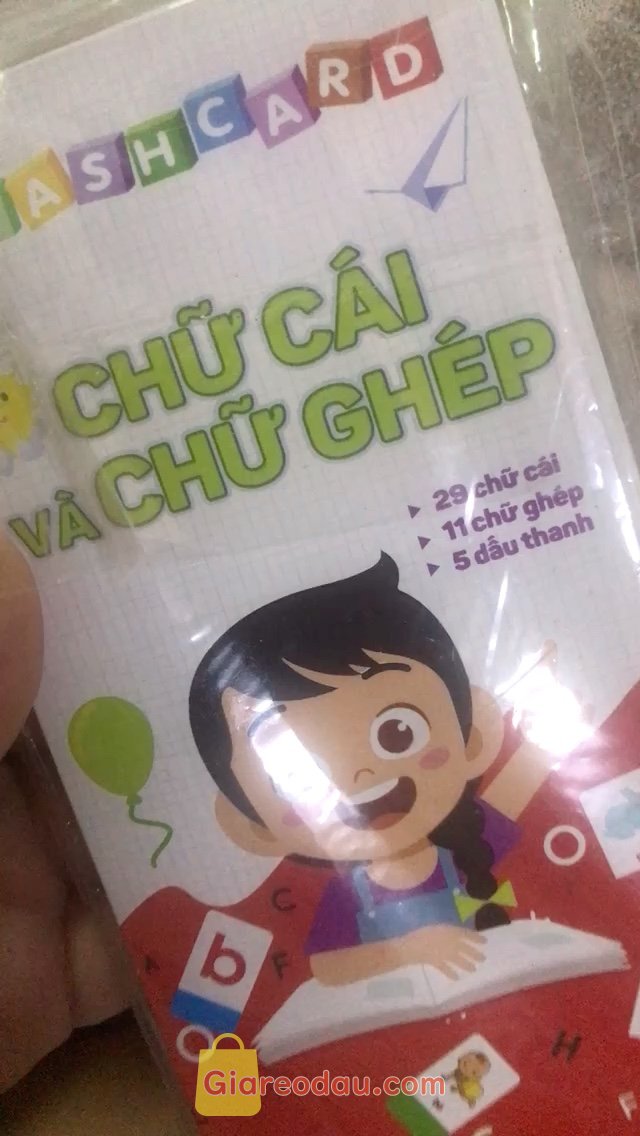 ASHCARD
CHỮ CÁI
VÀ CHỮ GHÉP
29 chữ cái
11 chữ ghép
5 dấu thanh
C
b
F
H
F
Giareodau.com